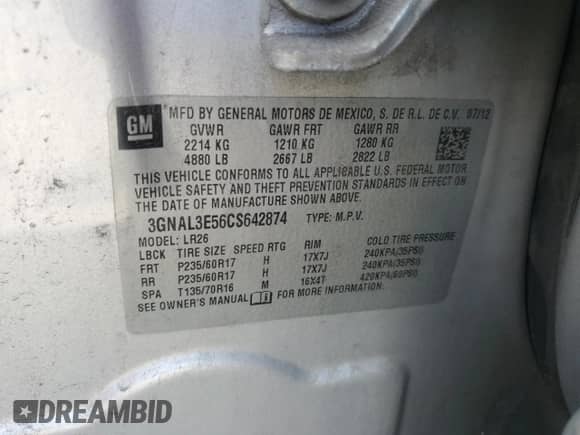 GM
*MFD BY GENERAL MOTORS DE MEXICO, S. DE R.L. DE C.V. 07/12
GVWR GAWR FRT GAWR RR
2214 KG 1210 KG 1280 KG
4880 LB 2667 LB 2822 LB
THIS VEHICLE CONFORMS TO ALL APPLICABLE U.S. FEDERAL MOTOR
VEHICLE SAFETY AND THEFT PREVENTION STANDARDS IN EFFECT ON
THE DATE OF MANUFACTURE SHOWN ABOVE.
3GNAL3E56CS642874 TYPE: M.P.V.
MODEL: LR26
LBCK TIRE SIZE SPEED RTG RIM COLD TIRE PRESSURE
FRT P235/60R17 H 17X7J 240KPA(35PSI)
RR P235/60R17 H 17X7J 240KPA(35PSI)
SPA T135/70R16 M 16X4T 420KPA(60PSI)
SEE OWNER'S MANUAL FOR MORE INFORMATION.
DREAMBID